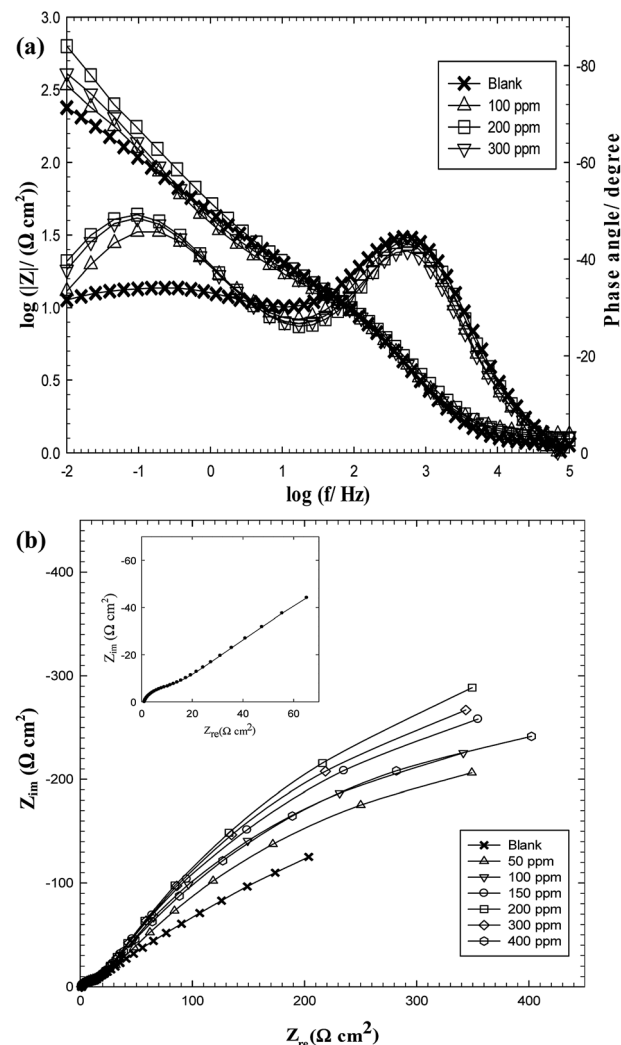 (a)
log (|Z|/ (Ω cm²))
3.0
2.5
2.0
1.5
1.0
0.5
0.0
-2 -1 0 1 2 3 4 5
log (f/ Hz)
-80
-60
-40
-20
0
Phase angle/ degree
Blank
100 ppm
200 ppm
300 ppm
(b)
Zim (Ω cm²)
-400
-300
-200
-100
0
0 100 200 300 400
Zre(Ω cm²)
Zim (Ω cm²)
-60
-40
-20
0
0 20 40 60
Zre(Ω cm²)
Blank
50 ppm
100 ppm
150 ppm
200 ppm
300 ppm
400 ppm